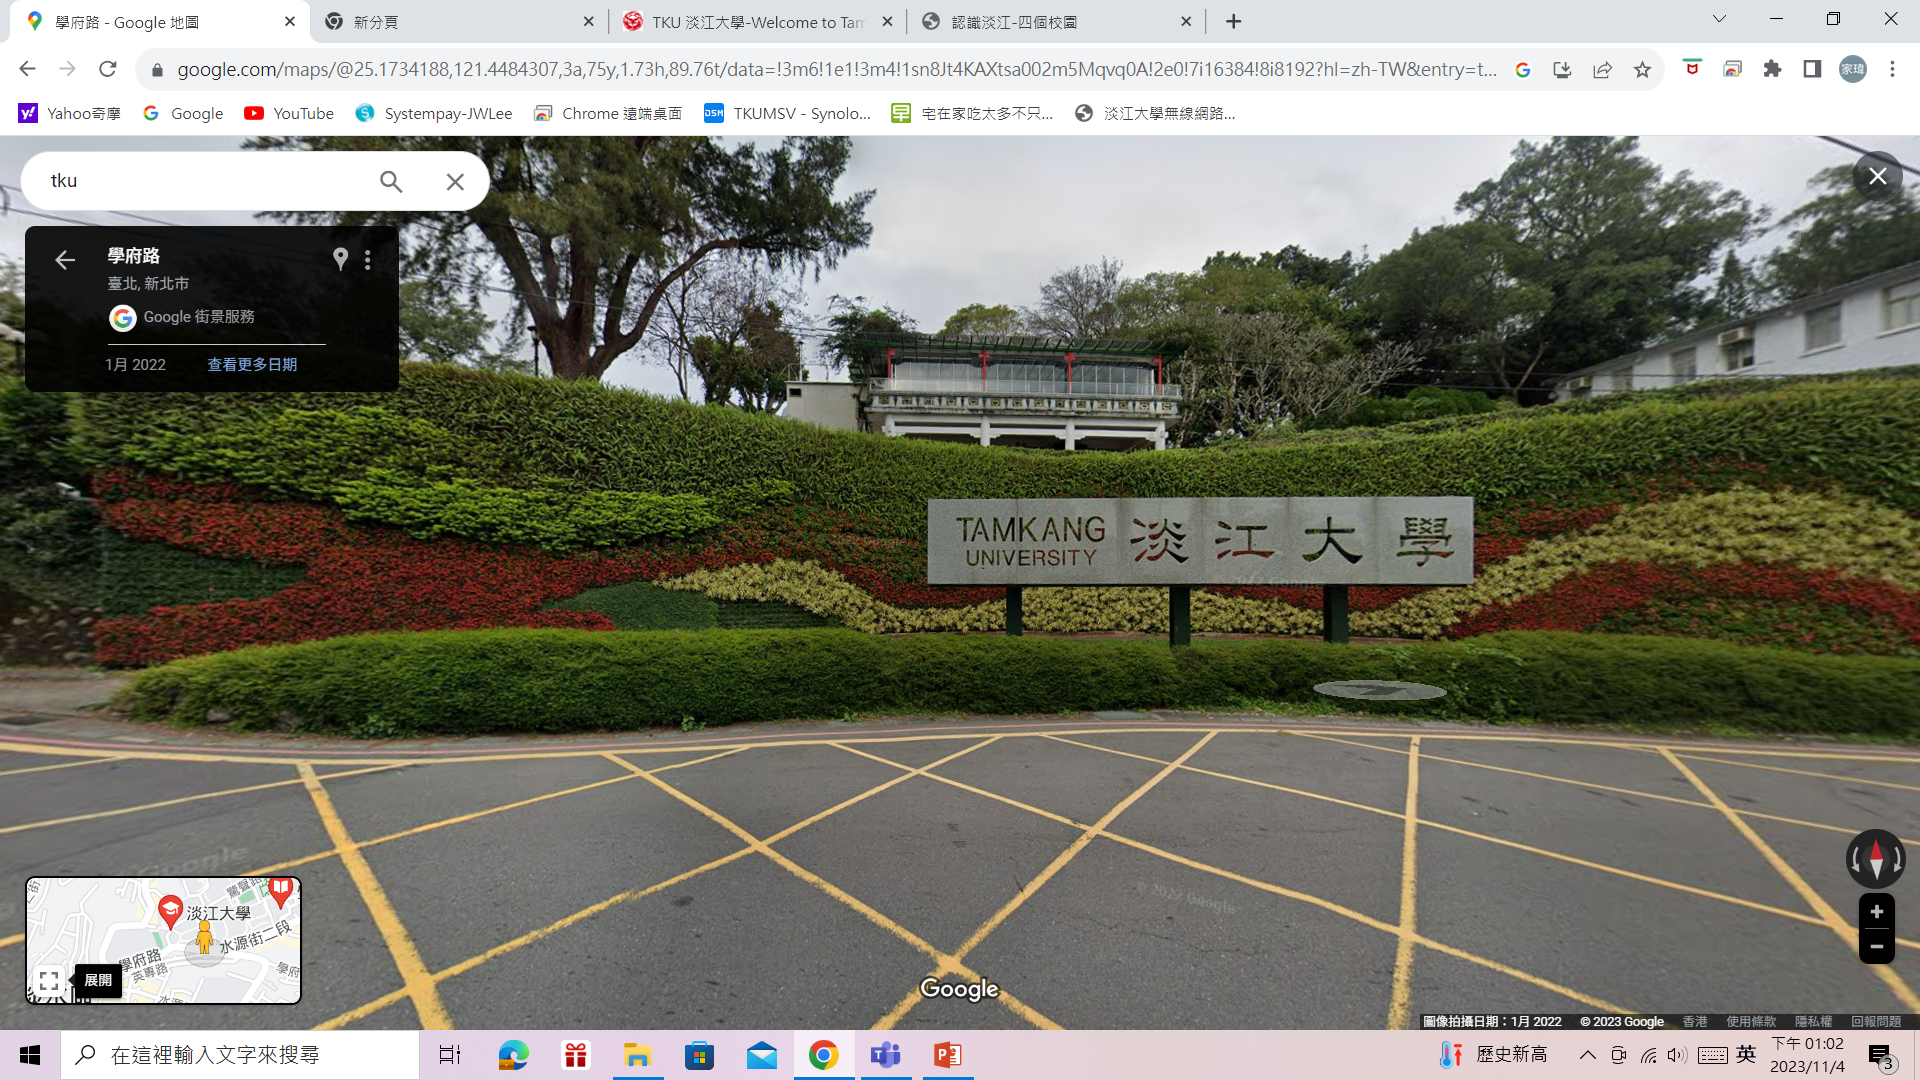 學府路 - Google 地圖
新分頁
TKU 淡江大學-Welcome to Tam
認識淡江-四個校園
google.com/maps/@25.1734188,121.4484307,3a,75y,1.73h,89.76t/data=!3m6!1e1!3m4!1sn8Jt4KAXtsa002m5Mqvq0A!2e0!7i16384!8i8192?hl=zh-TW&entry=t...
家瑋
Yahoo奇摩
Google
YouTube
Systempay-JWLee
Chrome 遠端桌面
DSM
TKUMSV - Synolo...
宅在家吃太多不只...
淡江大學無線網路...
tku
學府路
臺北, 新北市
Google 街景服務
1月 2022
查看更多日期
TAMKANG
UNIVERSITY
淡江大學
淡江大學
水源街二段
學府路
英專路
展開
Google
圖像拍攝日期：1月 2022
© 2023 Google
香港
使用條款
隱私權
回報問題
在這裡輸入文字來搜尋
歷史新高
英
下午 01:02
2023/11/4
3